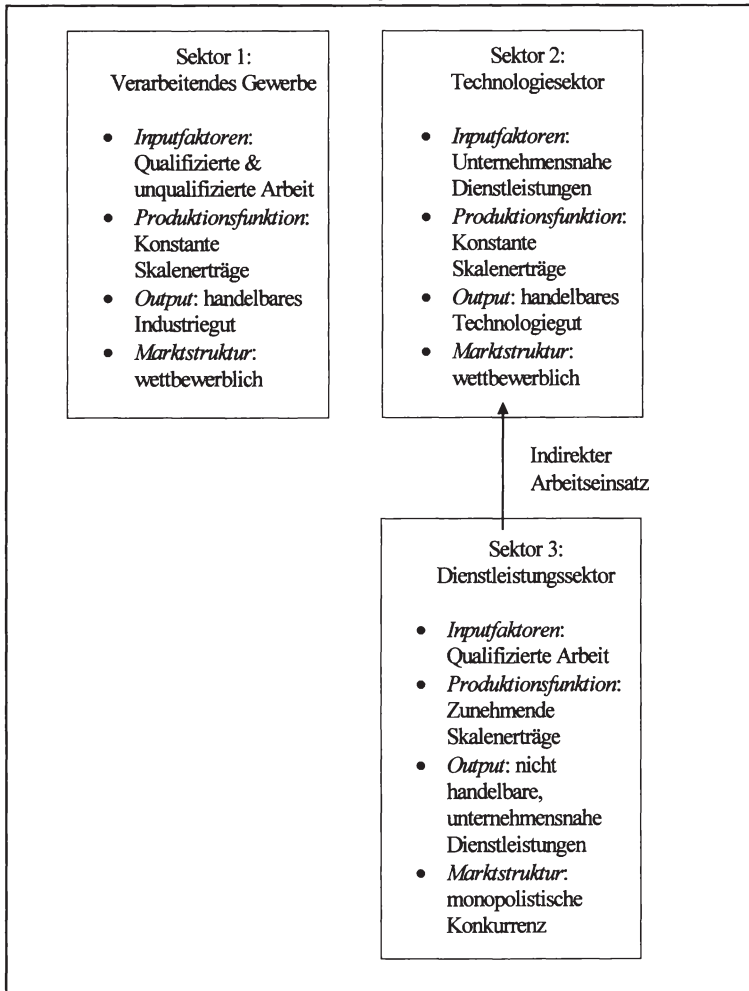 Sektor 1:
Verarbeitendes Gewerbe
• Inputfaktoren:
Qualifizierte &
unqualifizierte Arbeit
• Produktionsfunktion:
Konstante
Skalenerträge
• Output: handelbares
Industriegut
• Marktstruktur:
wettbewerblich
Sektor 2:
Technologiesektor
• Inputfaktoren:
Unternehmensnahe
Dienstleistungen
• Produktionsfunktion:
Konstante
Skalenerträge
• Output: handelbares
Technologiegut
• Marktstruktur:
wettbewerblich
Indirekter
Arbeitseinsatz
Sektor 3:
Dienstleistungssektor
• Inputfaktoren:
Qualifizierte Arbeit
• Produktionsfunktion:
Zunehmende
Skalenerträge
• Output: nicht
handelbare,
unternehmensnahe
Dienstleistungen
• Marktstruktur:
monopolistische
Konkurrenz